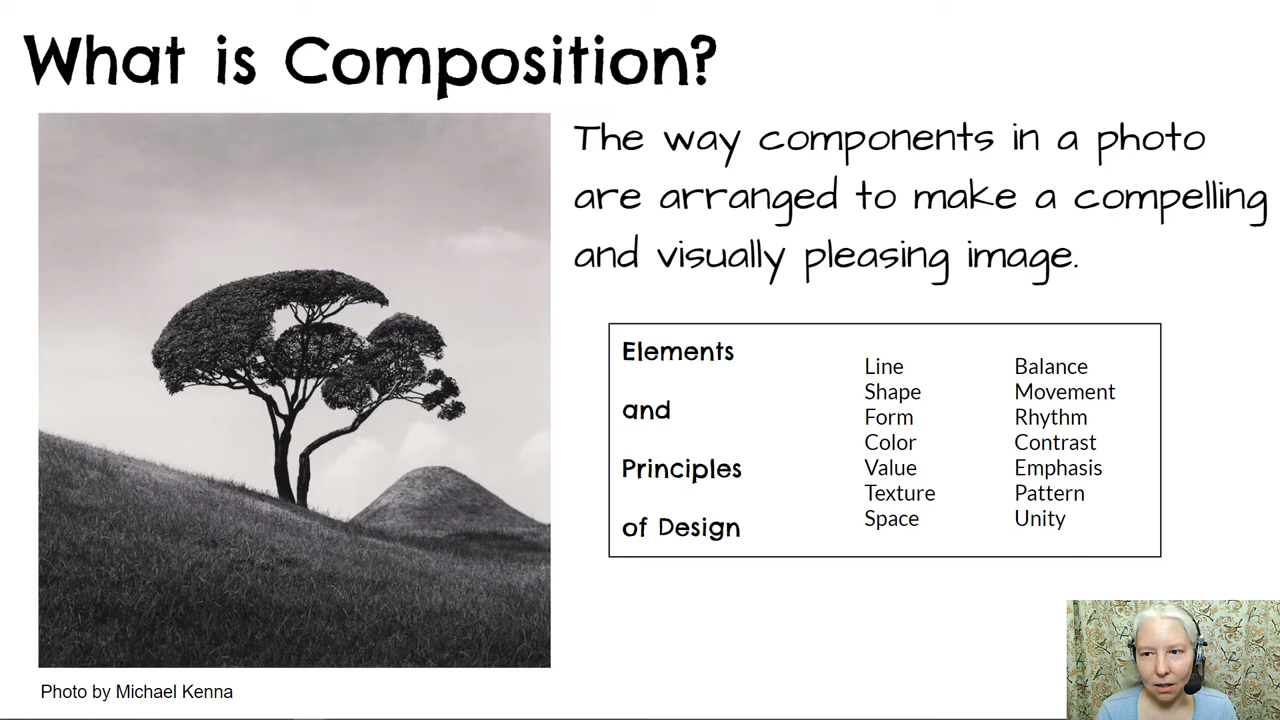 What is Composition?
The way components in a photo
are arranged to make a compelling
and visually pleasing image.
Elements
and
Principles
of Design
Line
Shape
Form
Color
Value
Texture
Space
Balance
Movement
Rhythm
Contrast
Emphasis
Pattern
Unity
Photo by Michael Kenna